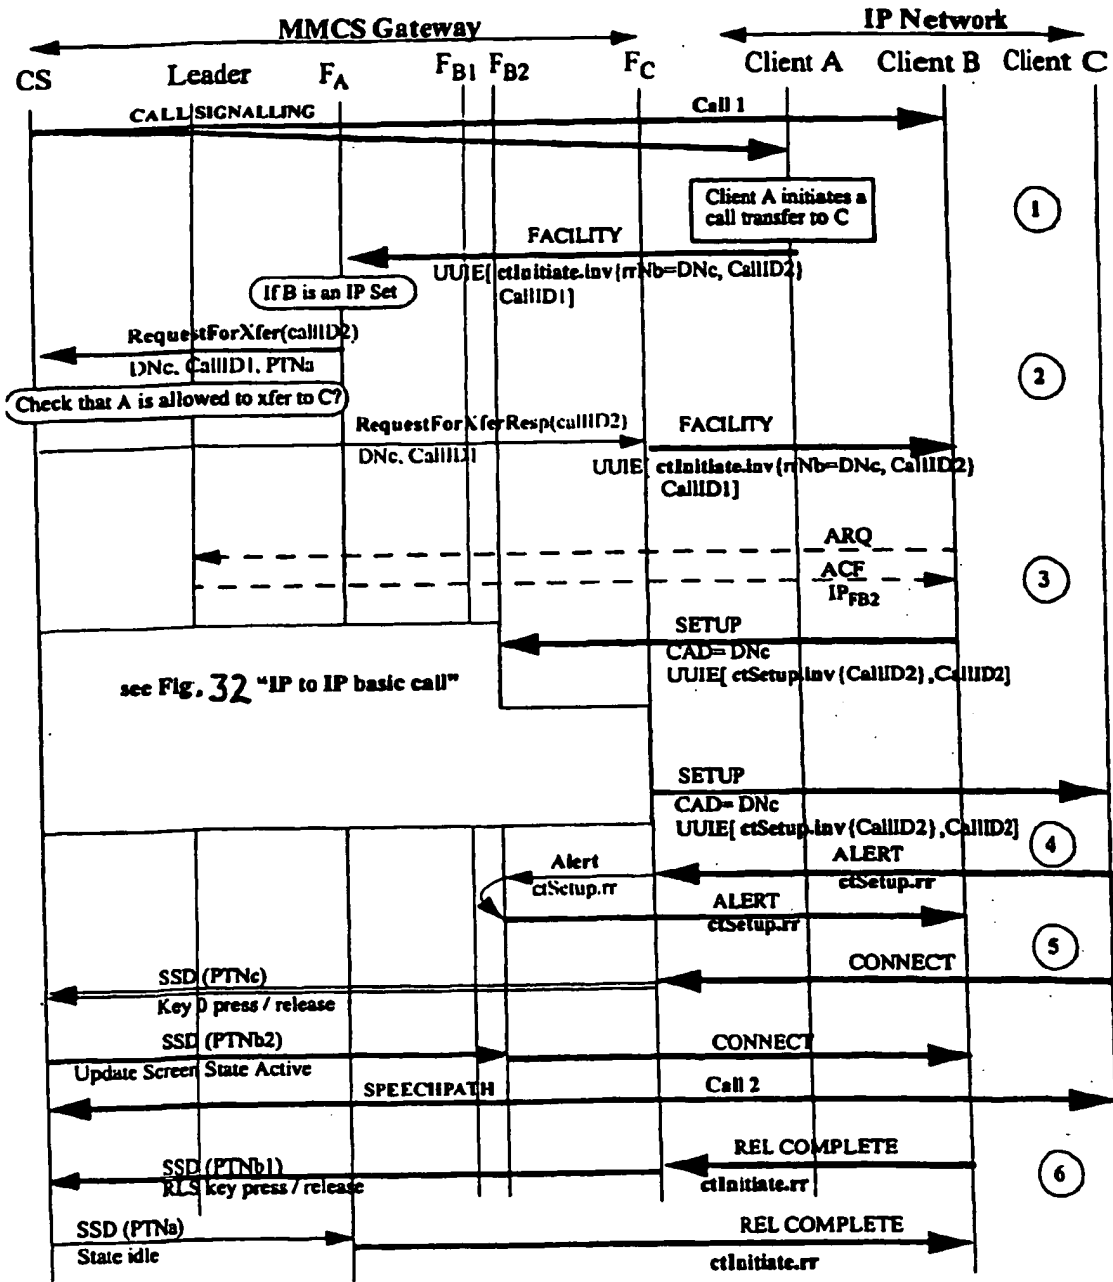 MMCS Gateway
IP Network
CS
Leader
FA
FB1
FB2
FC
Client A
Client B
Client C
CALL SIGNALLING
Call 1
Client A initiates a
call transfer to C
1
FACILITY
UUIE[ ctInitiate.inv{rrNb=DNc, CallID2}
CallID1]
If B is an IP Set
RequestForXfer(callID2)
DNc, CallID1, PTNa
2
Check that A is allowed to xfer to C?
RequestForXferResp(callID2)
DNc, CallID1
FACILITY
UUIE[ ctInitiate.inv{rrNb=DNc, CallID2}
CallID1]
ARQ
ACF
IPFB2
3
SETUP
CAD= DNc
UUIE[ ctSetup.inv{CallID2},CallID2]
see Fig. 32 "IP to IP basic call"
SETUP
CAD= DNc
UUIE[ ctSetup.inv{CallID2},CallID2]
4
Alert
ctSetup.rr
ALERT
ctSetup.rr
ALERT
ctSetup.rr
5
CONNECT
SSD (PTNc)
Key 0 press / release
SSD (PTNb2)
Update Screen State Active
CONNECT
SPEECHPATH
Call 2
REL COMPLETE
ctInitiate.rr
6
SSD (PTNb1)
RLS key press / release
SSD (PTNa)
State idle
REL COMPLETE
ctInitiate.rr